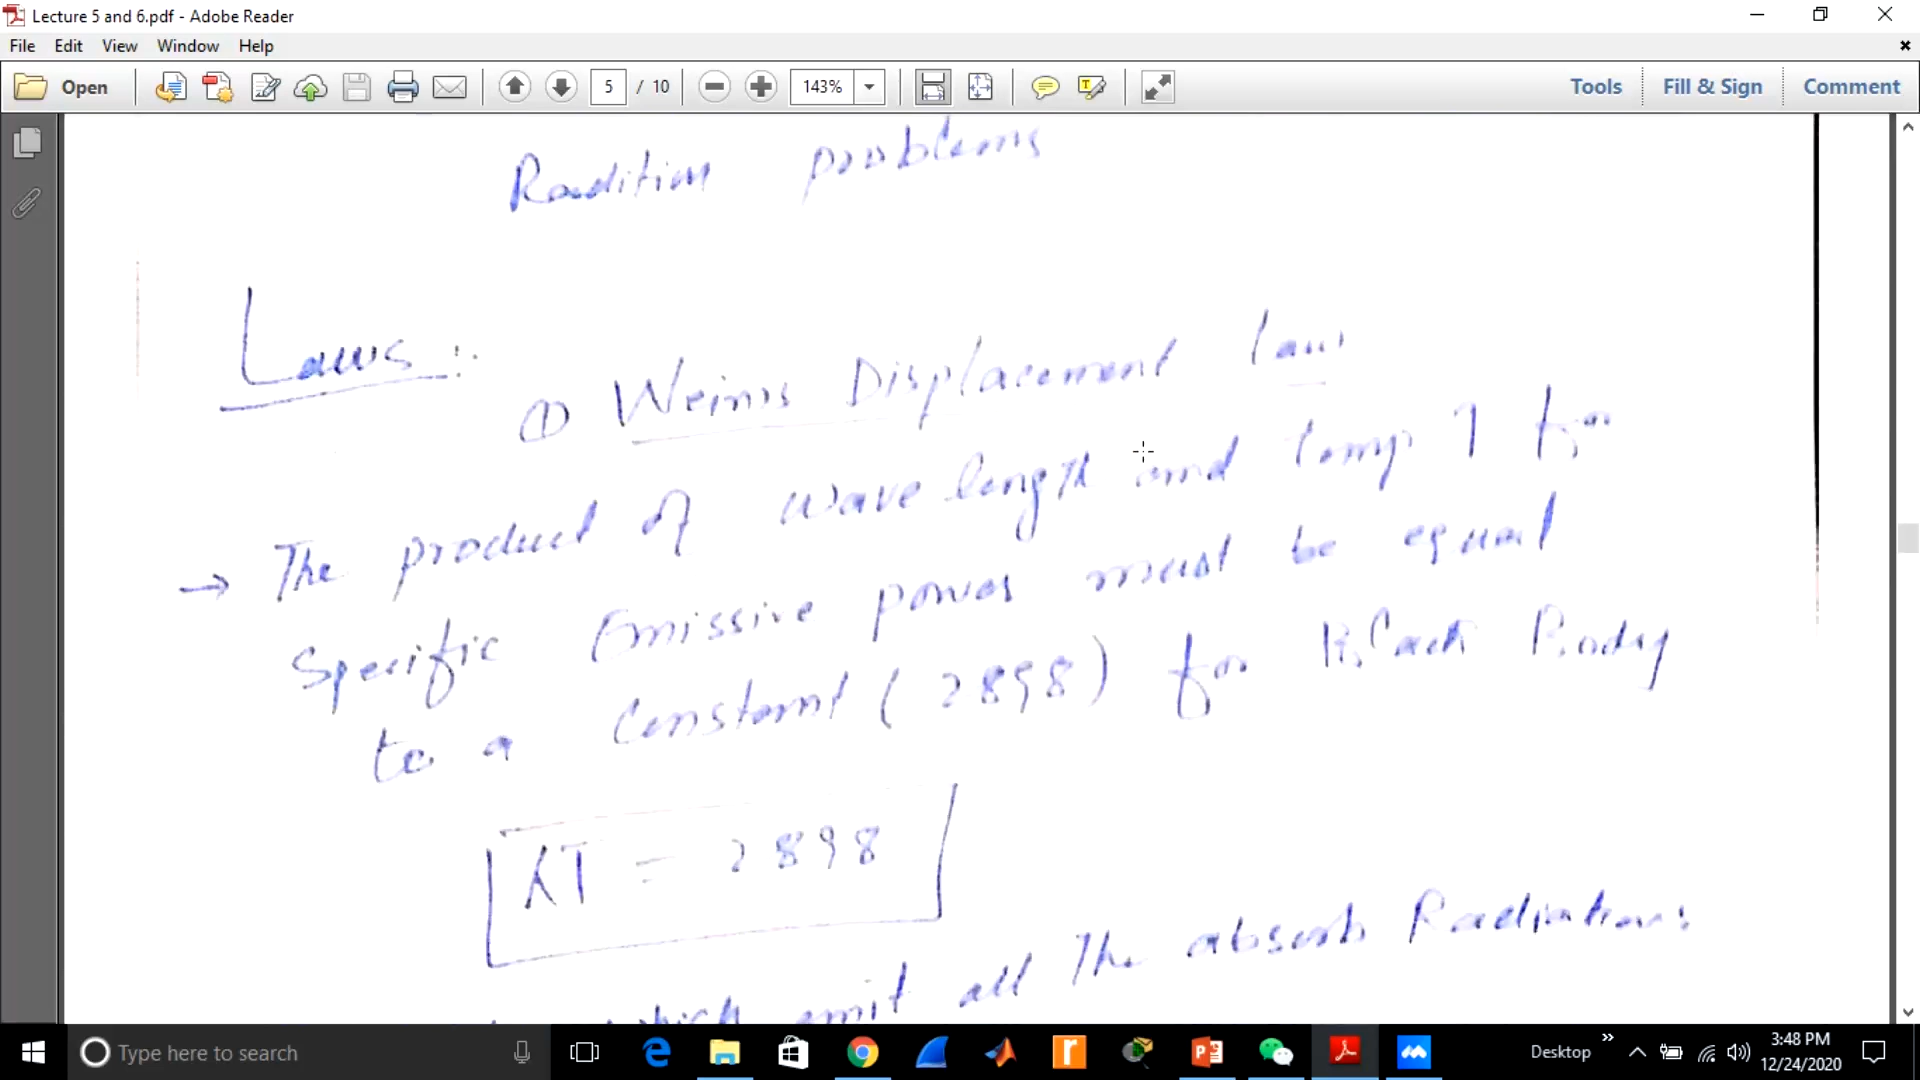 Lecture 5 and 6.pdf - Adobe Reader
File Edit View Window Help
Open 5 / 10 143% Tools Fill & Sign Comment
Radition problems
Laws :
① Weins Displacement law
→ The product of wave length and temp T for
specific Emissive power must be equal
to a constant (2898) for Black Body
λT = 2898
which emit all The absorb Radiations
Type here to search
Desktop
3:48 PM
12/24/2020